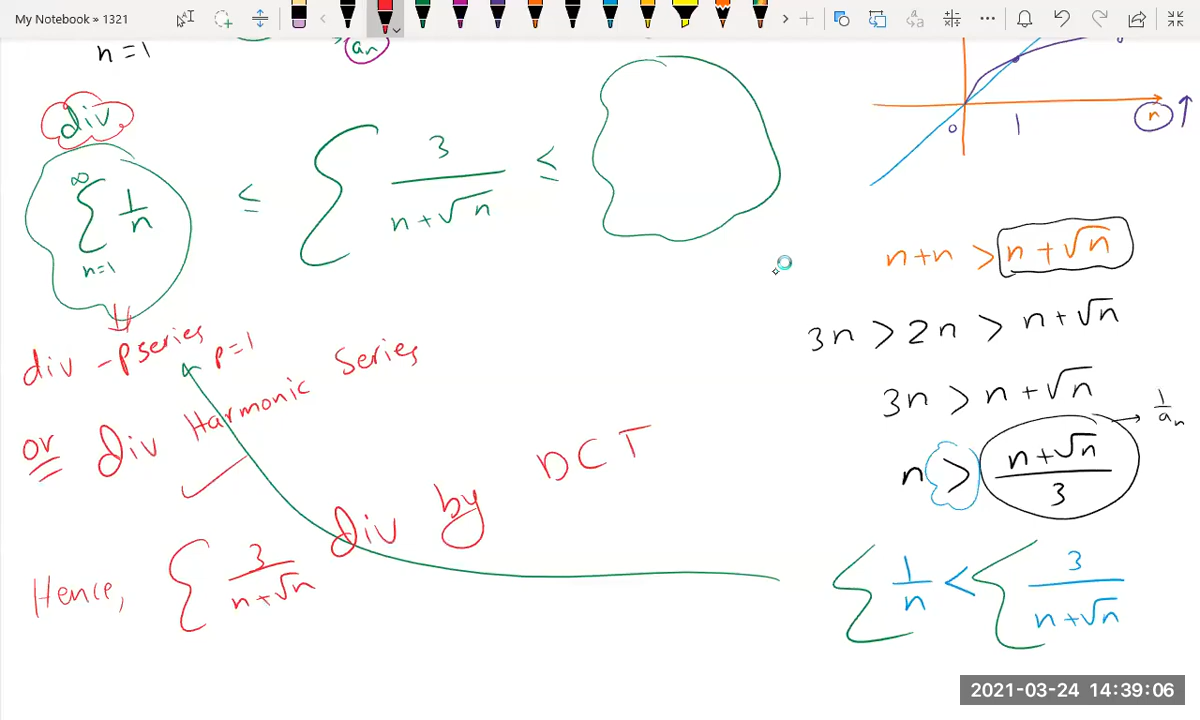 My Notebook » 1321
n = 1
an
div
∞
∑ 1/n ≤ ∑ 3/(n+√n) ≤
n=1
div - p series
p=1
or div Harmonic Series
Hence, ∑ 3/(n+√n) div by DCT
0 1 n ↑
n+n > n+√n
3n > 2n > n+√n
3n > n+√n
n > (n+√n)/3 → 1/an
∑ 1/n < ∑ 3/(n+√n)
2021-03-24 14:39:06